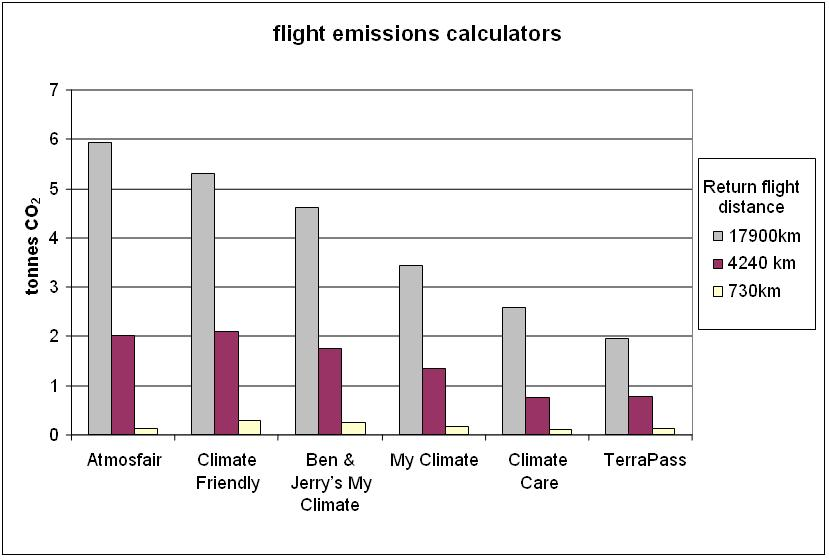 flight emissions calculators
7
6
5
4
3
2
1
0
tonnes CO₂
Atmosfair
Climate
Friendly
Ben &
Jerry's My
Climate
My Climate
Climate
Care
TerraPass
Return flight
distance
17900km
4240 km
730km